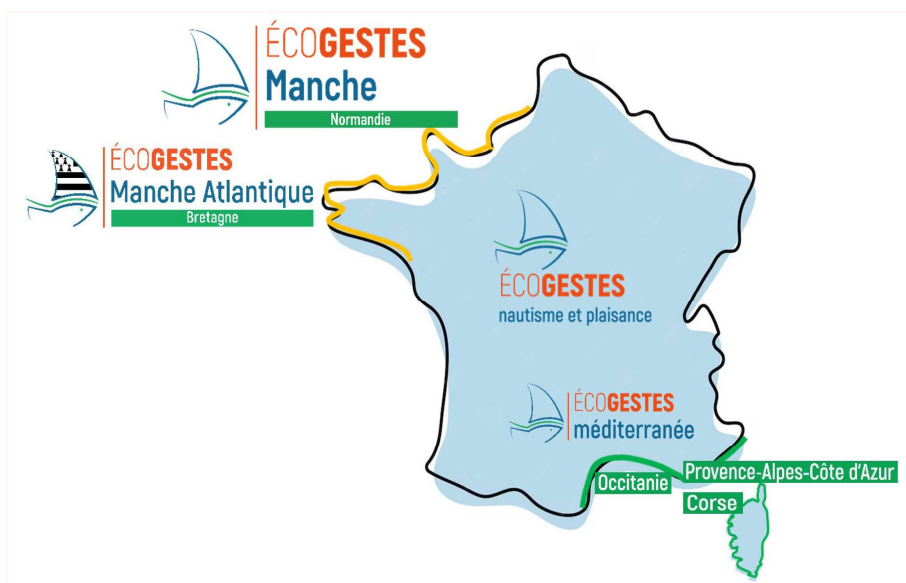 ÉCOGESTES
Manche
Normandie
ÉCOGESTES
Manche Atlantique
Bretagne
ÉCOGESTES
nautisme et plaisance
ÉCOGESTES
méditerranée
Occitanie
Provence-Alpes-Côte d'Azur
Corse